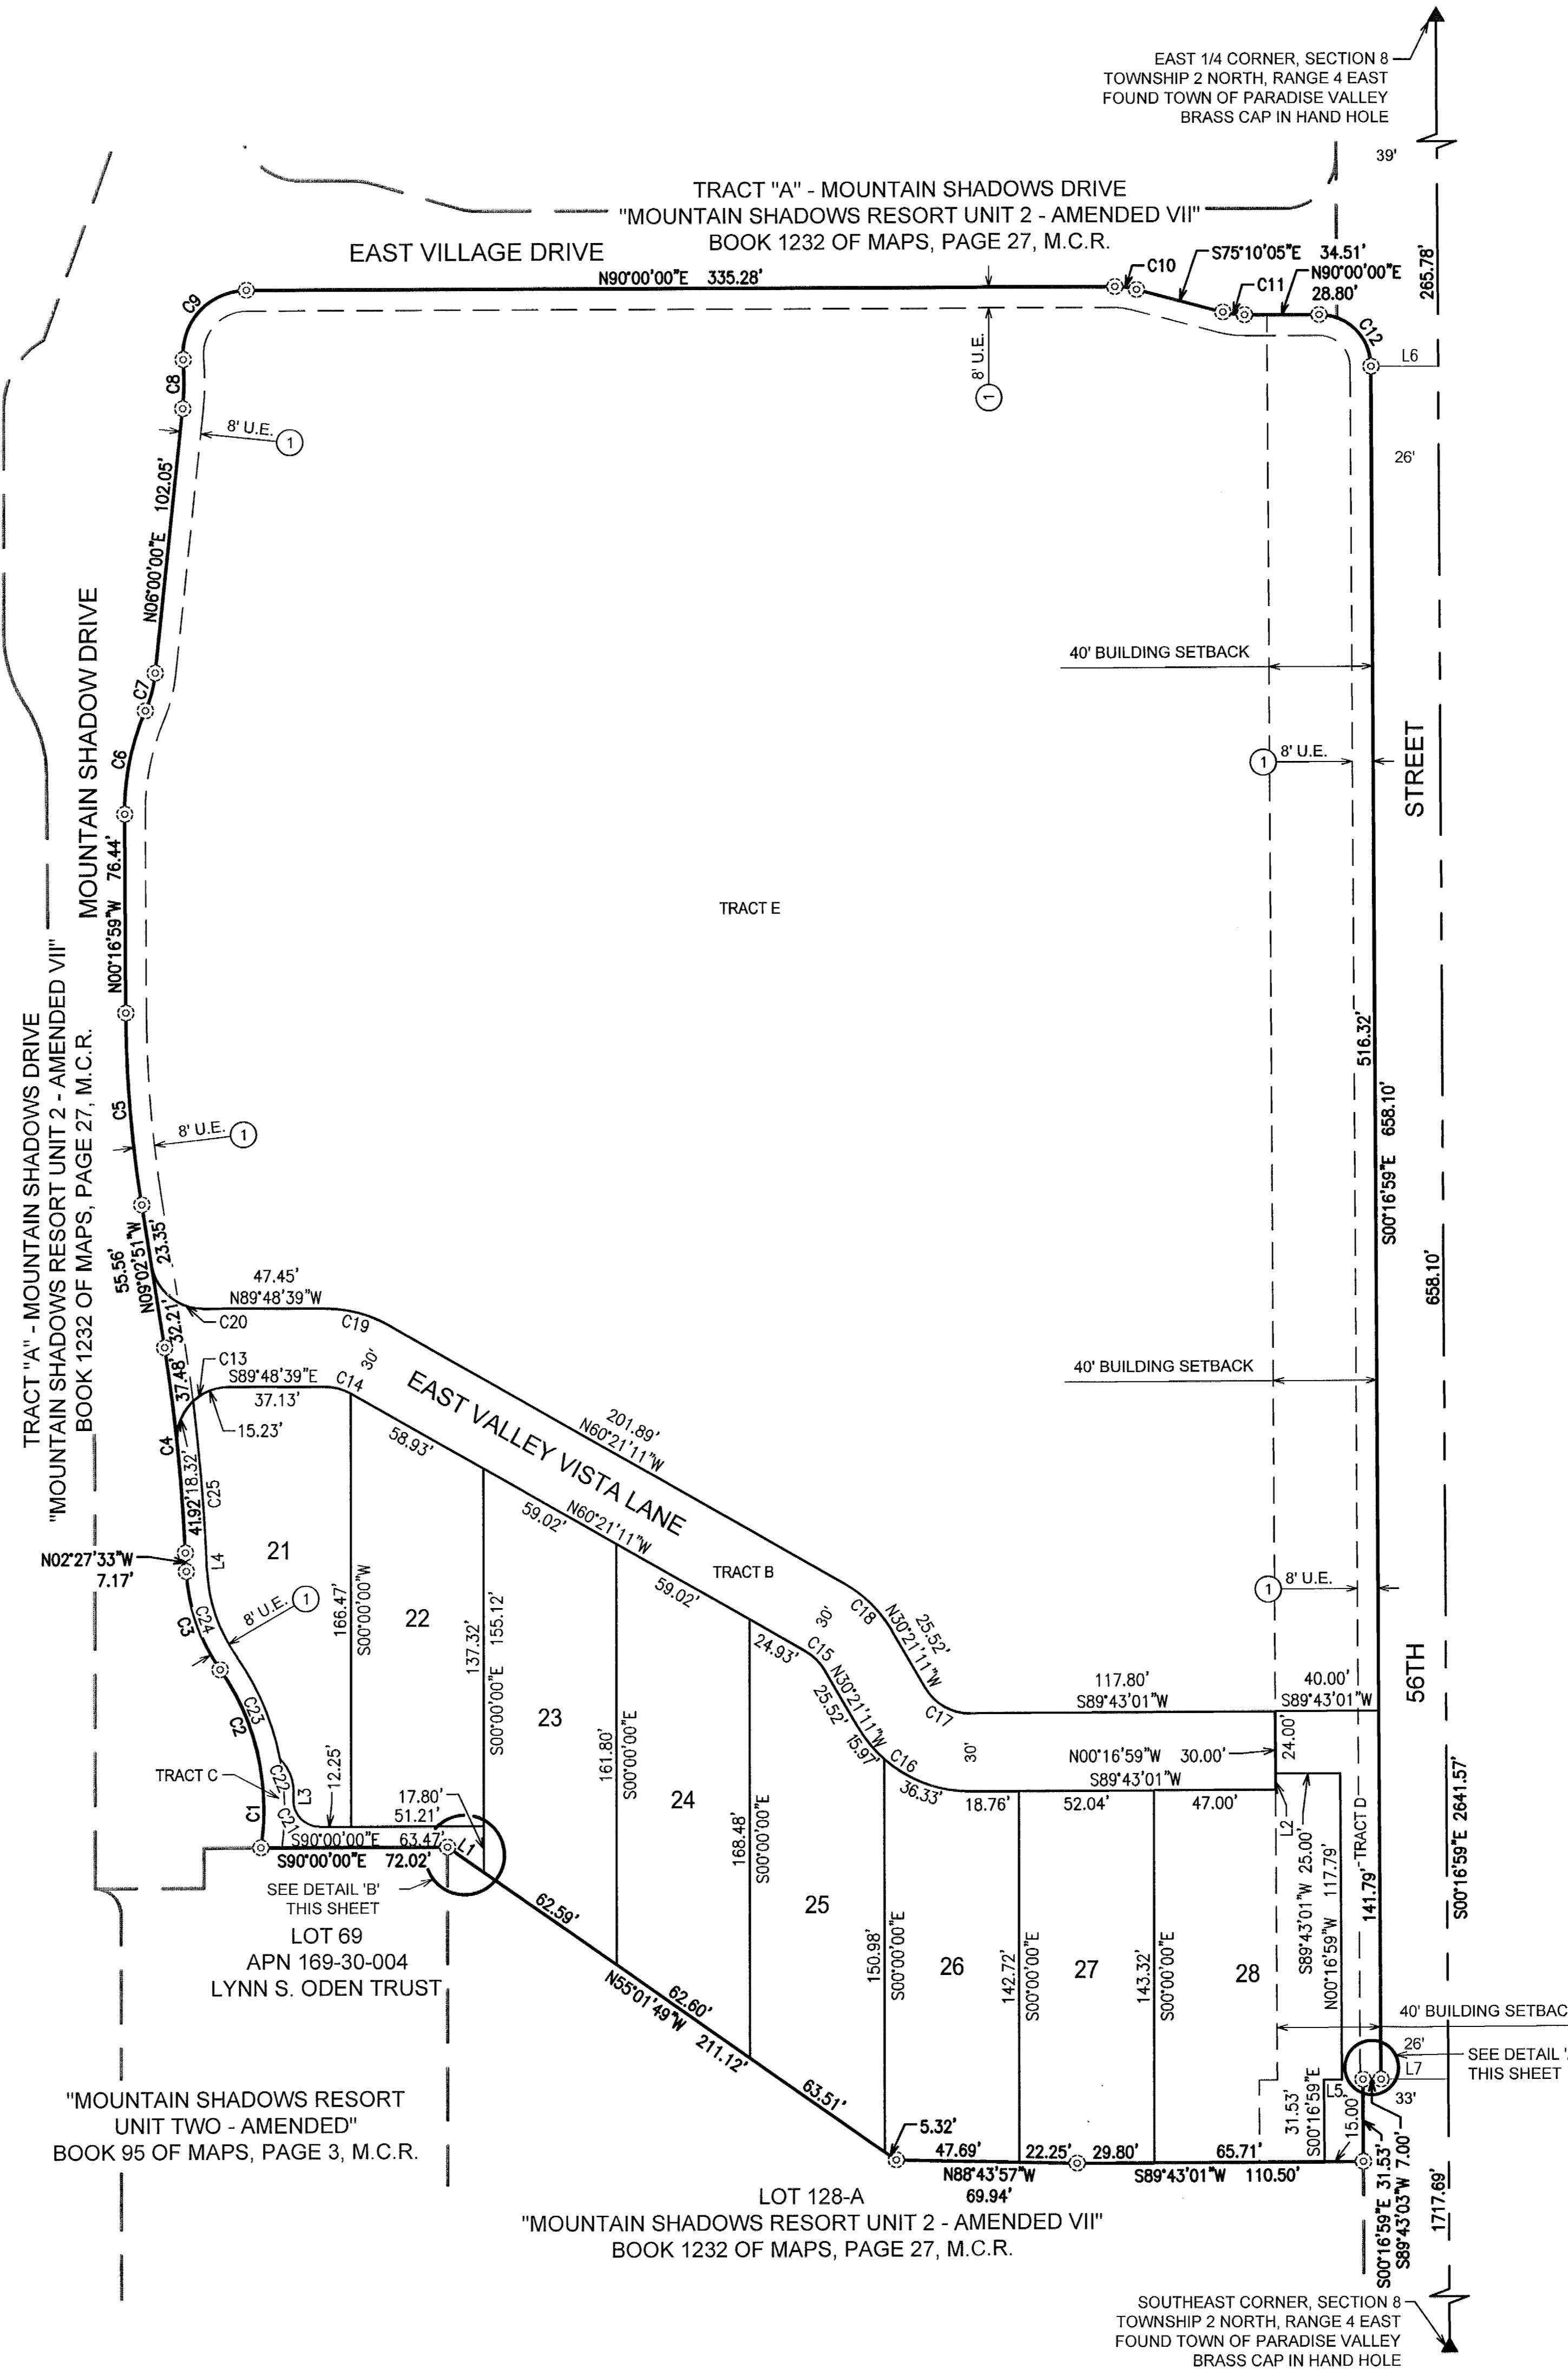 EAST 1/4 CORNER, SECTION 8
TOWNSHIP 2 NORTH, RANGE 4 EAST
FOUND TOWN OF PARADISE VALLEY
BRASS CAP IN HAND HOLE
39'
TRACT "A" - MOUNTAIN SHADOWS DRIVE
"MOUNTAIN SHADOWS RESORT UNIT 2 - AMENDED VII"
BOOK 1232 OF MAPS, PAGE 27, M.C.R.
EAST VILLAGE DRIVE
N90°00'00"E 335.28'
C10
S75°10'05"E 34.51'
C11
N90°00'00"E
28.80'
C12
265.78'
L6
C9
C8
8' U.E.
1
8' U.E.
1
26'
N06°00'00"E 102.05'
MOUNTAIN SHADOW DRIVE
40' BUILDING SETBACK
C7
C6
8' U.E.
1
STREET
N00°16'59"W 76.44'
TRACT E
TRACT "A" - MOUNTAIN SHADOWS DRIVE
"MOUNTAIN SHADOWS RESORT UNIT 2 - AMENDED VII"
BOOK 1232 OF MAPS, PAGE 27, M.C.R.
516.32'
S00°16'59"E 658.10'
658.10'
C5
8' U.E.
1
55.56'
N09°02'51"W
23.35'
32.21'
47.45'
N89°48'39"W
C20
C19
30'
C13
S89°48'39"E
37.13'
C14
15.23'
37.48'
C4
18.32'
41.92'
C25
L4
EAST VALLEY VISTA LANE
201.89'
N60°21'11"W
40' BUILDING SETBACK
58.93'
59.02'
N60°21'11"W
59.02'
TRACT B
24.93'
N02°27'33"W
7.17'
21
8' U.E.
1
C24
C3
166.47'
S00°00'00"W
22
137.32'
S00°00'00"E 155.12'
C15
30'
C18
25.52'
N30°21'11"W
N30°21'11"W
25.52'
15.97'
8' U.E.
1
56TH
117.80'
S89°43'01"W
40.00'
S89°43'01"W
C17
C16
30'
36.33'
N00°16'59"W 30.00'
24.00'
S89°43'01"W
18.76'
52.04'
47.00'
L2
C23
C2
TRACT C
C22
C21
C1
L3
12.25'
17.80'
51.21'
S90°00'00"E 63.47'
S90°00'00"E 72.02'
L1
SEE DETAIL 'B'
THIS SHEET
23
161.80'
S00°00'00"E
24
168.48'
S00°00'00"E
25
150.98'
S00°00'00"E
26
142.72'
S00°00'00"E
27
143.32'
S00°00'00"E
28
S89°43'01"W 25.00'
N00°16'59"W 117.79'
TRACT D
141.79'
S00°16'59"E 2641.57'
LOT 69
APN 169-30-004
LYNN S. ODEN TRUST
62.59'
62.60'
N55°01'49"W 211.12'
63.51'
40' BUILDING SETBAC
26'
SEE DETAIL '
THIS SHEET
L7
33'
L5
31.53'
S00°16'59"E
15.00'
"MOUNTAIN SHADOWS RESORT
UNIT TWO - AMENDED"
BOOK 95 OF MAPS, PAGE 3, M.C.R.
5.32'
47.69'
22.25'
29.80'
65.71'
N88°43'57"W
69.94'
S89°43'01"W 110.50'
S00°16'59"E 31.53'
S89°43'03"W 7.00'
1717.69'
LOT 128-A
"MOUNTAIN SHADOWS RESORT UNIT 2 - AMENDED VII"
BOOK 1232 OF MAPS, PAGE 27, M.C.R.
SOUTHEAST CORNER, SECTION 8
TOWNSHIP 2 NORTH, RANGE 4 EAST
FOUND TOWN OF PARADISE VALLEY
BRASS CAP IN HAND HOLE